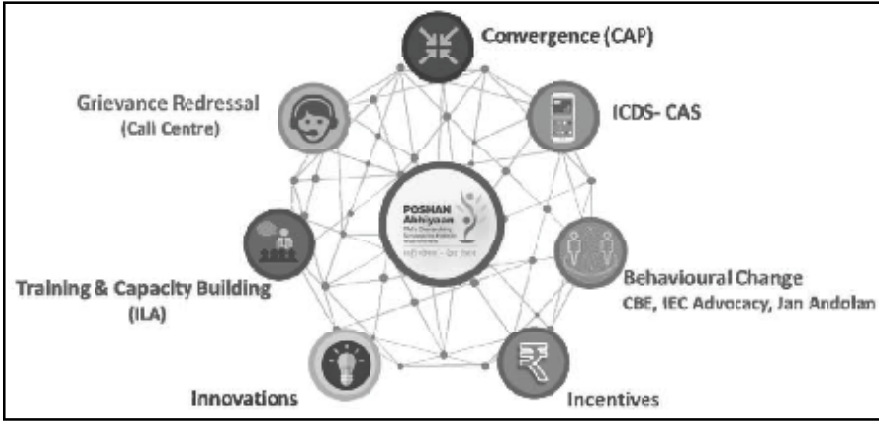 Convergence (CAP)
ICDS- CAS
Behavioural Change
CBE, IEC Advocacy, Jan Andolan
Incentives
Innovations
Training & Capacity Building
(ILA)
Grievance Redressal
(Call Centre)
POSHAN
Abhiyaan